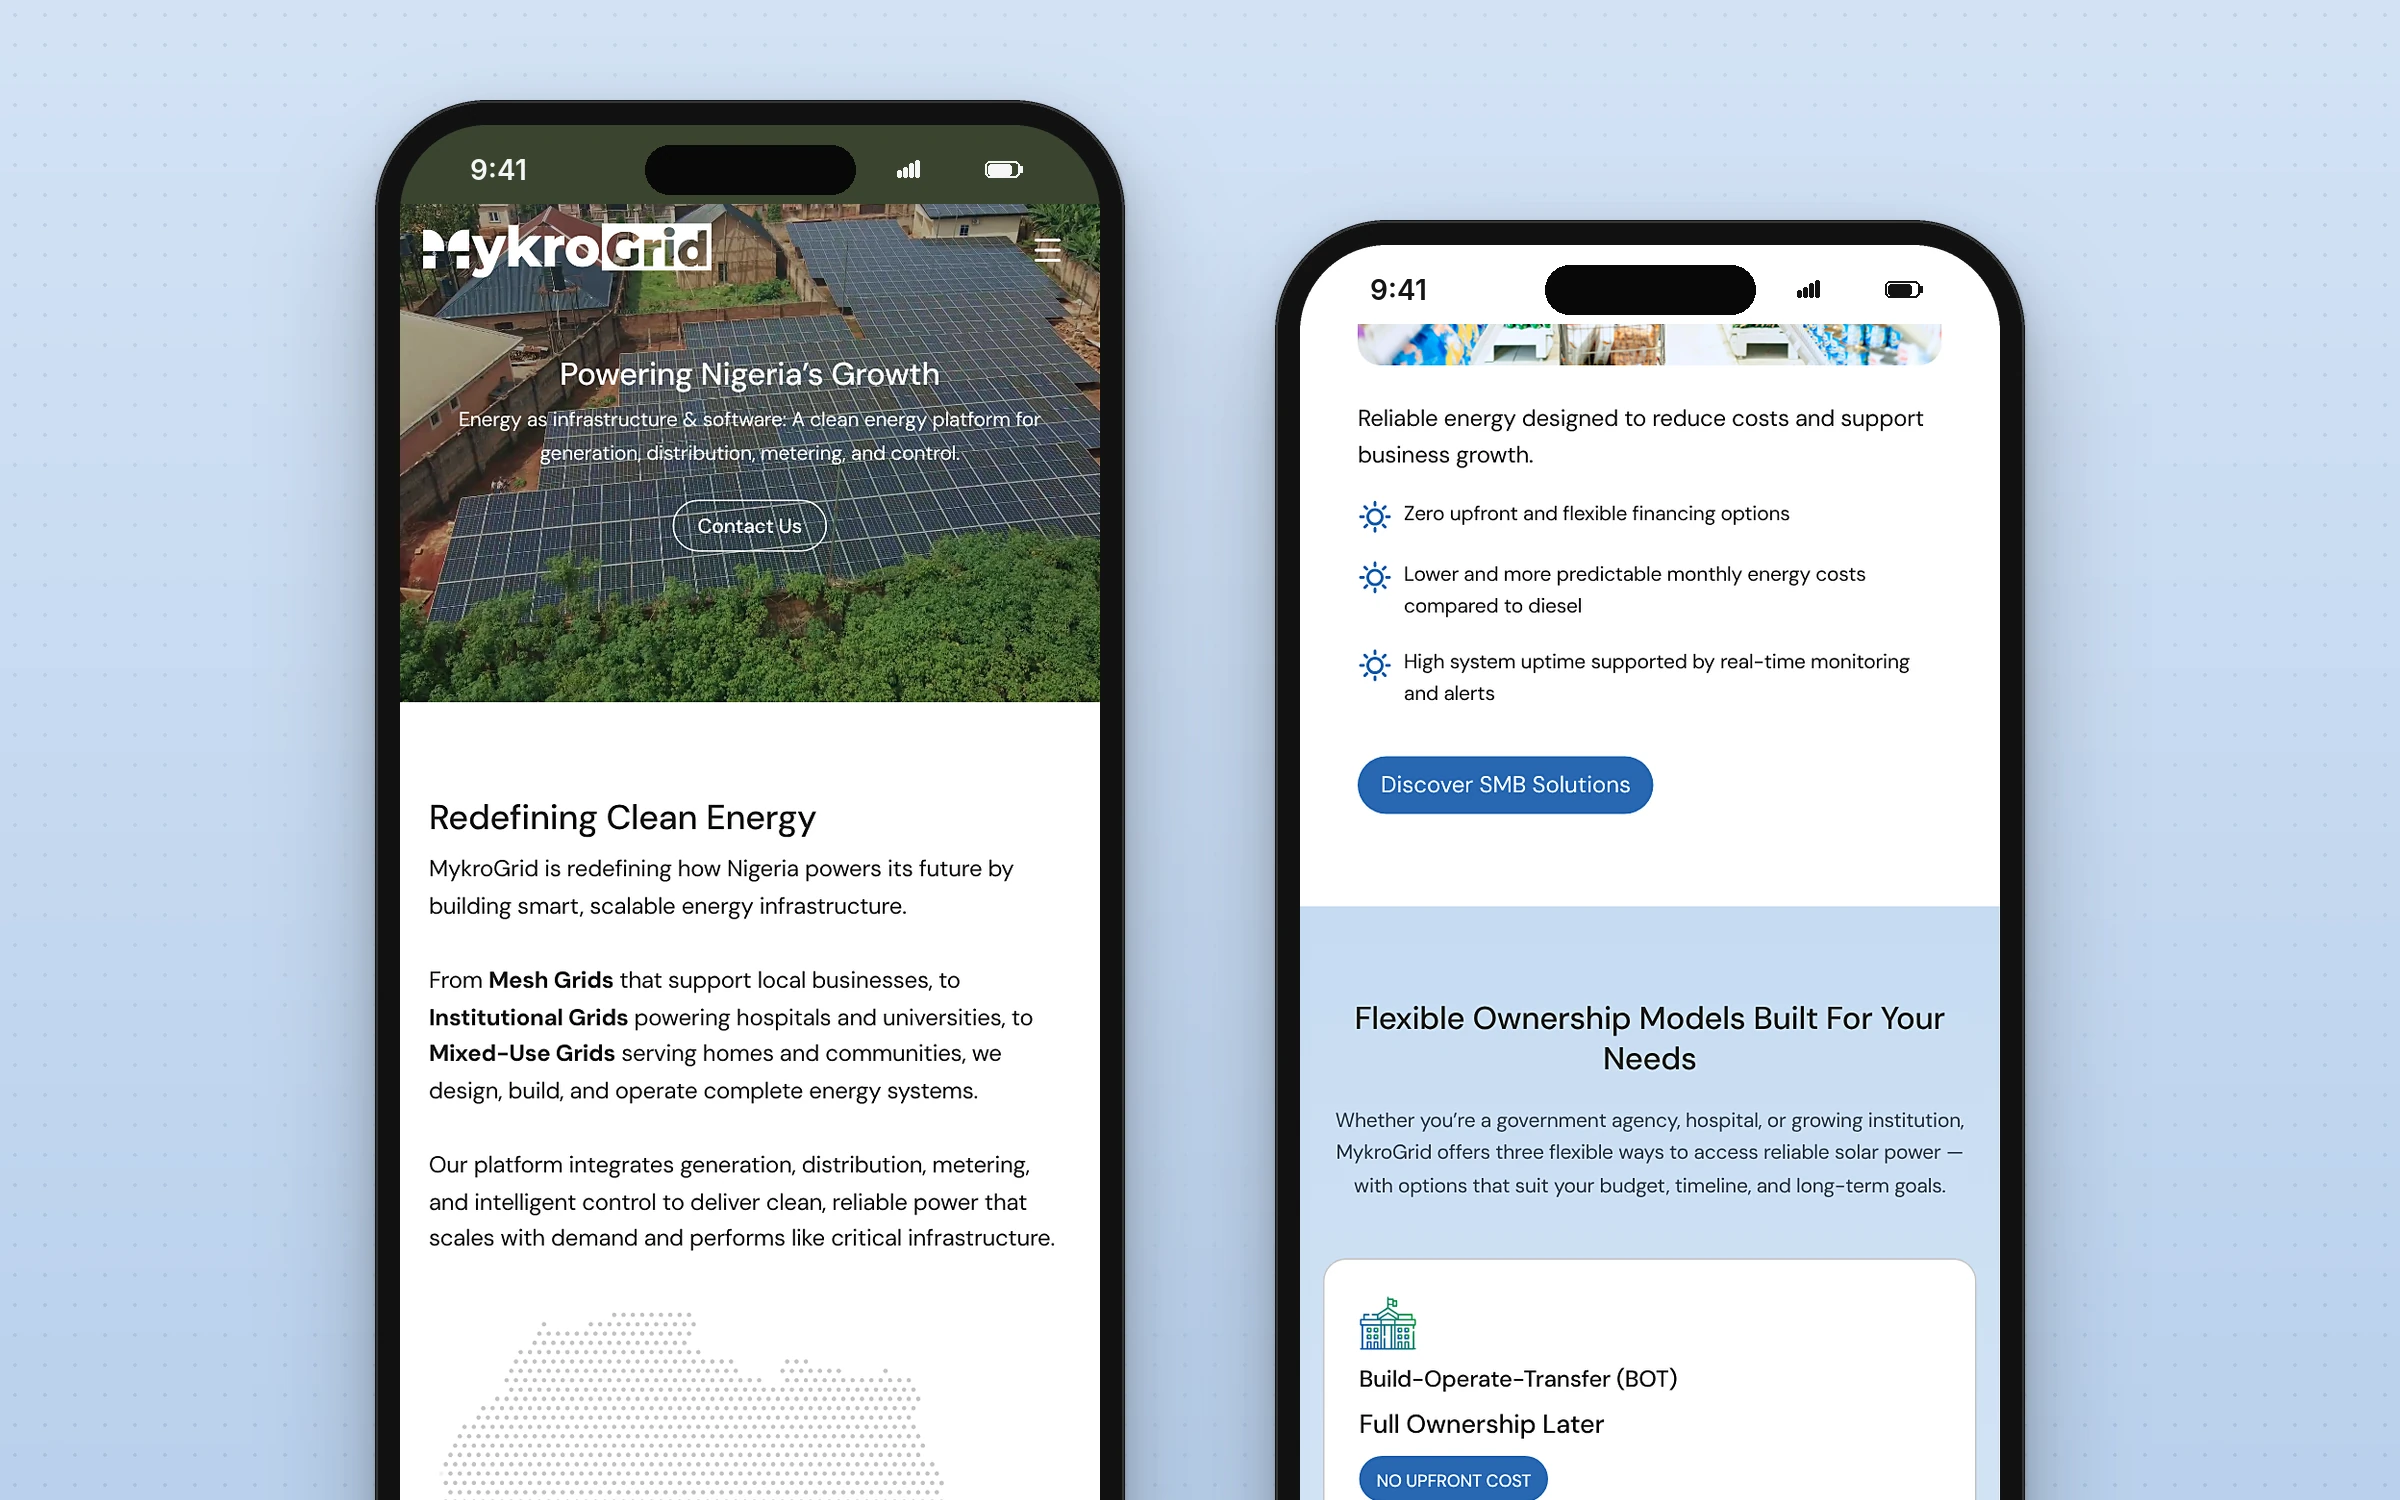 9:41
MykroGrid
Powering Nigeria’s Growth
Energy as infrastructure & software: A clean energy platform for
generation, distribution, metering, and control.
Contact Us
Redefining Clean Energy
MykroGrid is redefining how Nigeria powers its future by
building smart, scalable energy infrastructure.
From Mesh Grids that support local businesses, to
Institutional Grids powering hospitals and universities, to
Mixed-Use Grids serving homes and communities, we
design, build, and operate complete energy systems.
Our platform integrates generation, distribution, metering,
and intelligent control to deliver clean, reliable power that
scales with demand and performs like critical infrastructure.
9:41
Reliable energy designed to reduce costs and support
business growth.
Zero upfront and flexible financing options
Lower and more predictable monthly energy costs
compared to diesel
High system uptime supported by real-time monitoring
and alerts
Discover SMB Solutions
Flexible Ownership Models Built For Your
Needs
Whether you’re a government agency, hospital, or growing institution,
MykroGrid offers three flexible ways to access reliable solar power —
with options that suit your budget, timeline, and long-term goals.
Build-Operate-Transfer (BOT)
Full Ownership Later
NO UPFRONT COST